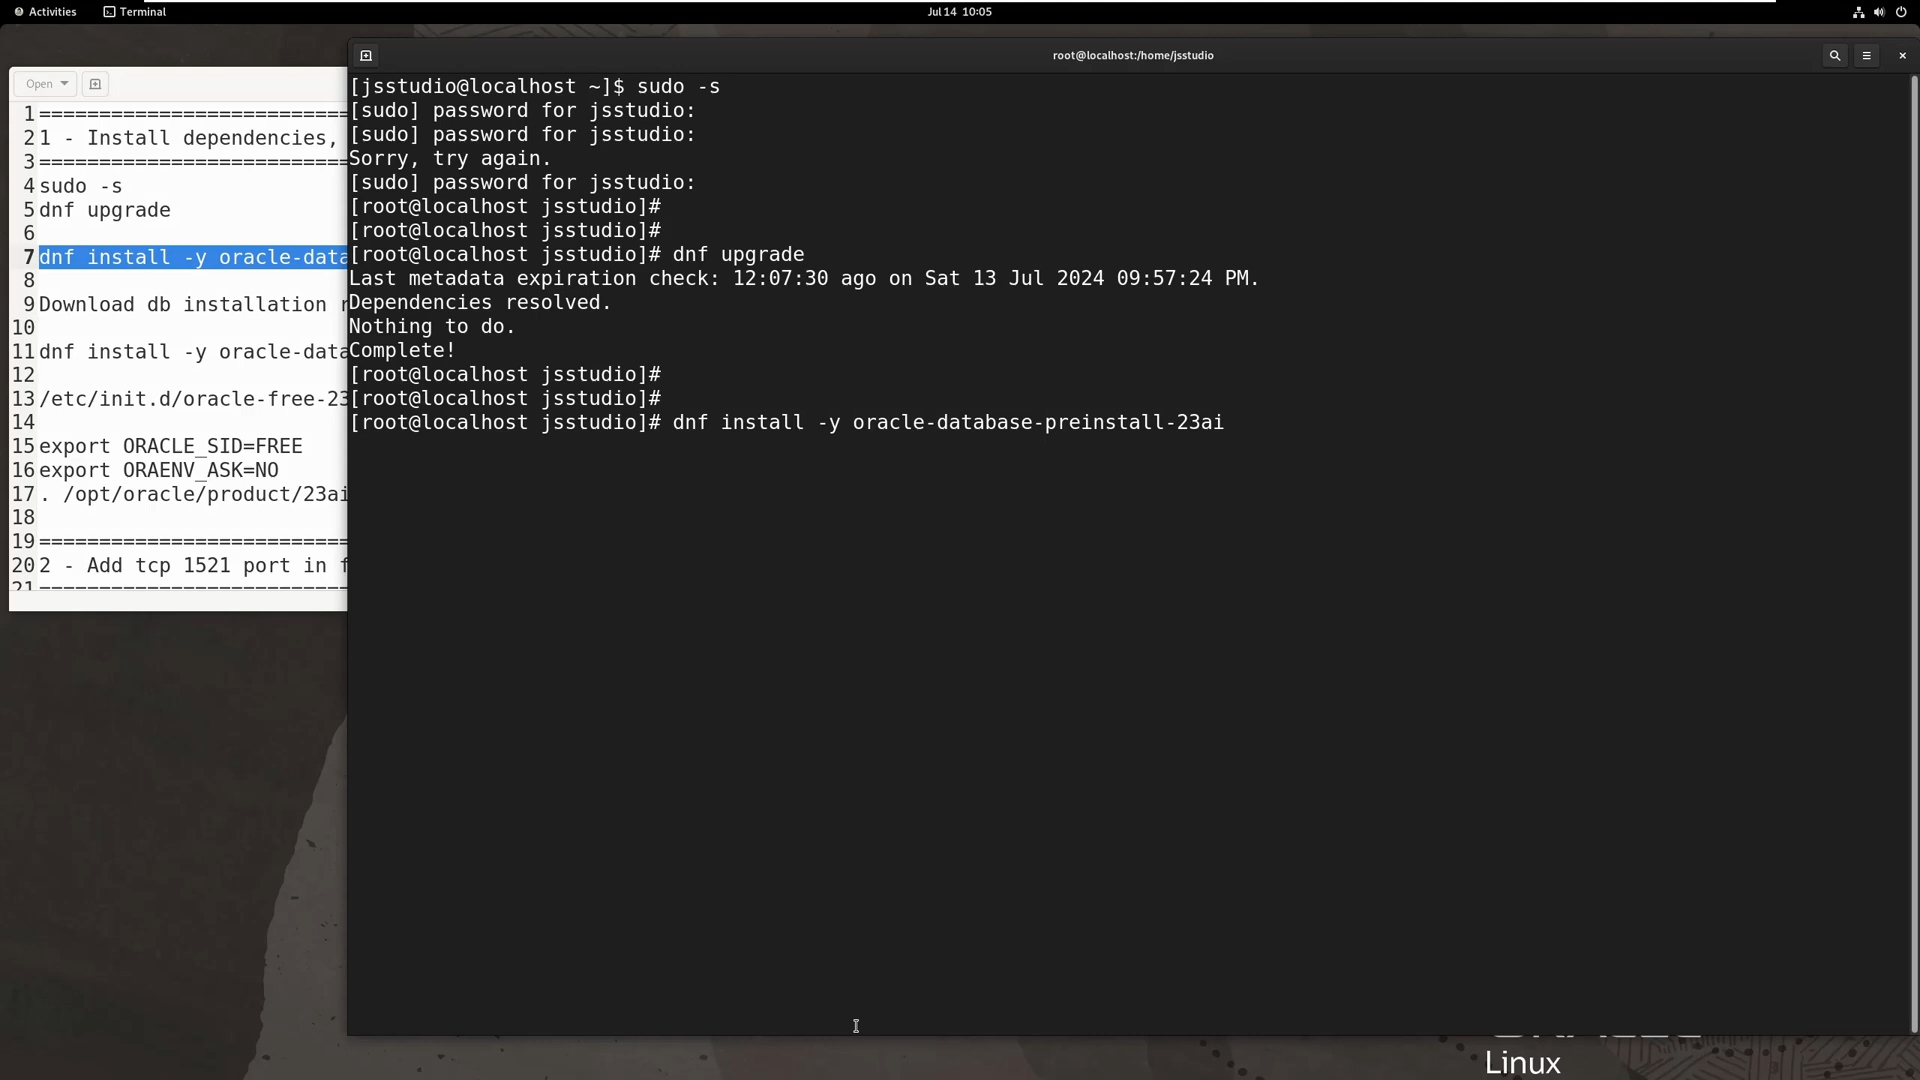 Activities
Terminal
Jul 14 10:05
root@localhost:/home/jsstudio
Open
1 ==========================
2 1 - Install dependencies,
3 ==========================
4 sudo -s
5 dnf upgrade
6
7 dnf install -y oracle-data
8
9 Download db installation
10
11 dnf install -y oracle-data
12
13 /etc/init.d/oracle-free-23
14
15 export ORACLE_SID=FREE
16 export ORAENV_ASK=NO
17 . /opt/oracle/product/23ai
18
19 ==========================
20 2 - Add tcp 1521 port in
21 ==========================
[jsstudio@localhost ~]$ sudo -s
[sudo] password for jsstudio:
[sudo] password for jsstudio:
Sorry, try again.
[sudo] password for jsstudio:
[root@localhost jsstudio]#
[root@localhost jsstudio]#
[root@localhost jsstudio]# dnf upgrade
Last metadata expiration check: 12:07:30 ago on Sat 13 Jul 2024 09:57:24 PM.
Dependencies resolved.
Nothing to do.
Complete!
[root@localhost jsstudio]#
[root@localhost jsstudio]#
[root@localhost jsstudio]# dnf install -y oracle-database-preinstall-23ai
Linux